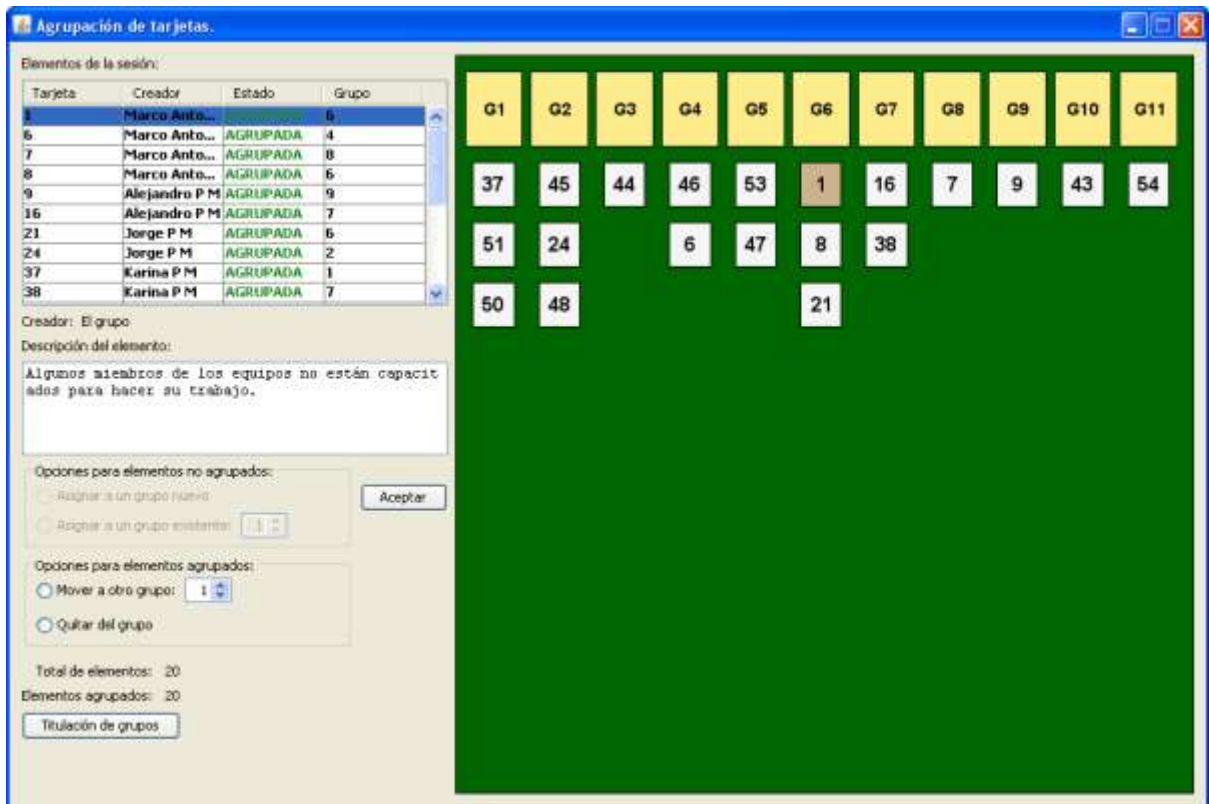 Agrupación de tarjetas.
Elementos de la sesión:
Tarjeta Creador Estado Grupo
1 Marco Anto... 6
6 Marco Anto... AGRUPADA 4
7 Marco Anto... AGRUPADA 8
8 Marco Anto... AGRUPADA 6
9 Alejandro P M AGRUPADA 9
16 Alejandro P M AGRUPADA 7
21 Jorge P M AGRUPADA 6
24 Jorge P M AGRUPADA 2
37 Karina P M AGRUPADA 1
38 Karina P M AGRUPADA 7
Creador: El grupo
Descripción del elemento:
Algunos miembros de los equipos no están capacit
ados para hacer su trabajo.
Opciones para elementos no agrupados:
Asignar a un grupo nuevo
Asignar a un grupo existente: 1
Aceptar
Opciones para elementos agrupados:
Mover a otro grupo: 1
Quitar del grupo
Total de elementos: 20
Elementos agrupados: 20
Titulación de grupos
G1 G2 G3 G4 G5 G6 G7 G8 G9 G10 G11
37 45 44 46 53 1 16 7 9 43 54
51 24 6 47 8 38
50 48 21